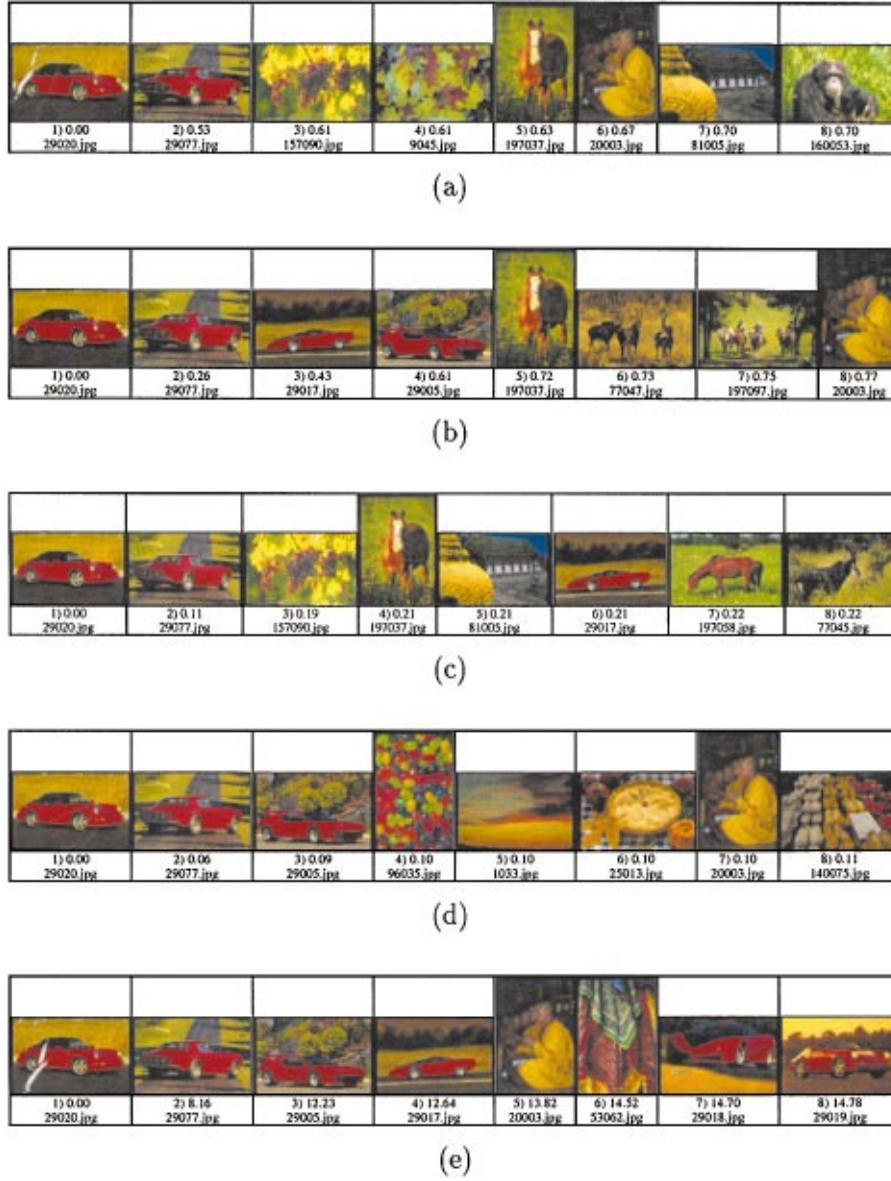 1) 0.00 2) 0.53 3) 0.61 4) 0.61 5) 0.63 6) 0.67 7) 0.70 8) 0.70
29020.jpg 29077.jpg 157090.jpg 9045.jpg 197037.jpg 20003.jpg 81005.jpg 160053.jpg
(a)
1) 0.00 2) 0.26 3) 0.43 4) 0.61 5) 0.72 6) 0.73 7) 0.75 8) 0.77
29020.jpg 29077.jpg 29017.jpg 29005.jpg 197037.jpg 77047.jpg 197097.jpg 20003.jpg
(b)
1) 0.00 2) 0.11 3) 0.19 4) 0.21 5) 0.21 6) 0.21 7) 0.22 8) 0.22
29020.jpg 29077.jpg 157090.jpg 197037.jpg 81005.jpg 29017.jpg 197058.jpg 77045.jpg
(c)
1) 0.00 2) 0.06 3) 0.09 4) 0.10 5) 0.10 6) 0.10 7) 0.10 8) 0.11
29020.jpg 29077.jpg 29005.jpg 96035.jpg 1033.jpg 25013.jpg 20003.jpg 140075.jpg
(d)
1) 0.00 2) 8.16 3) 12.23 4) 12.64 5) 13.82 6) 14.52 7) 14.70 8) 14.78
29020.jpg 29077.jpg 29005.jpg 29017.jpg 20003.jpg 53062.jpg 29018.jpg 29019.jpg
(e)